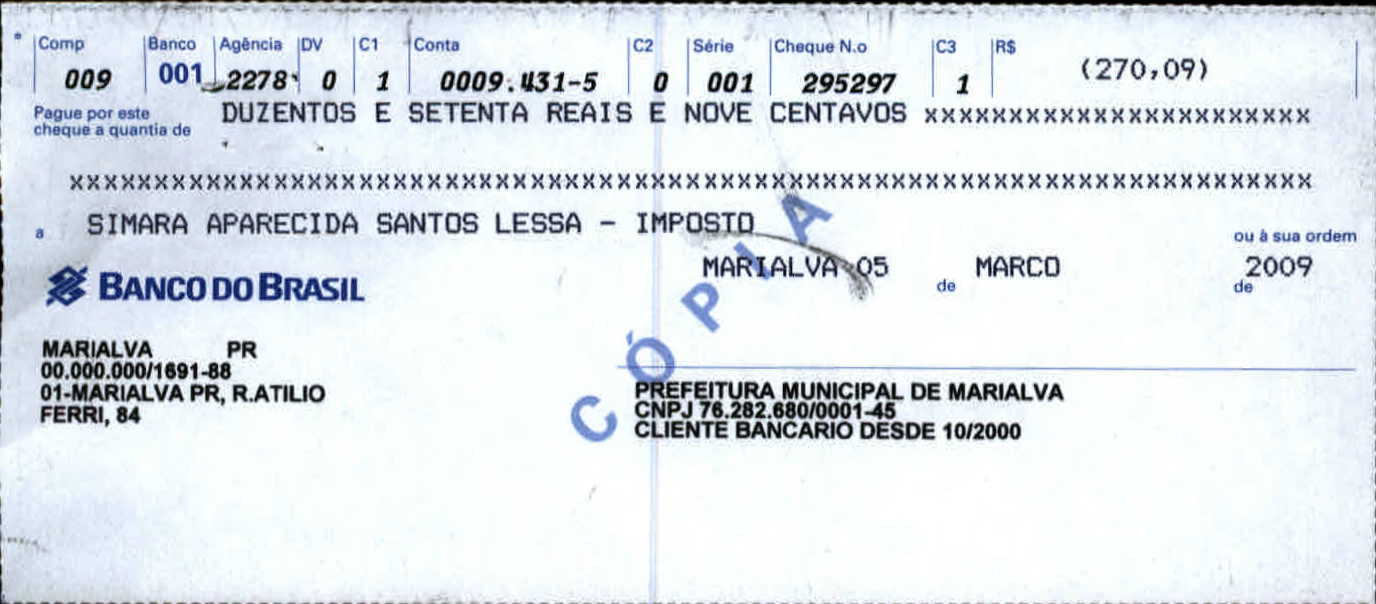 Comp Banco Agência DV C1 Conta C2 Série Cheque N.o C3 R$
009 001 2278 0 1 0009.431-5 0 001 295297 1 (270,09)
Pague por este cheque a quantia de DUZENTOS E SETENTA REAIS E NOVE CENTAVOS xxxxxxxxxxxxxxxxxxxxxxx
xxxxxxxxxxxxxxxxxxxxxxxxxxxxxxxxxxxxxxxxxxxxxxxxxxxxxxxxxxxxxxxxxxxxxxxxxx
a SIMARA APARECIDA SANTOS LESSA - IMPOSTO ou à sua ordem
MARIALVA 05 de MARCO de 2009
BANCO DO BRASIL
CÓPIA
MARIALVA PR
00.000.000/1691-88
01-MARIALVA PR, R.ATILIO
FERRI, 84
PREFEITURA MUNICIPAL DE MARIALVA
CNPJ 76.282.680/0001-45
CLIENTE BANCARIO DESDE 10/2000